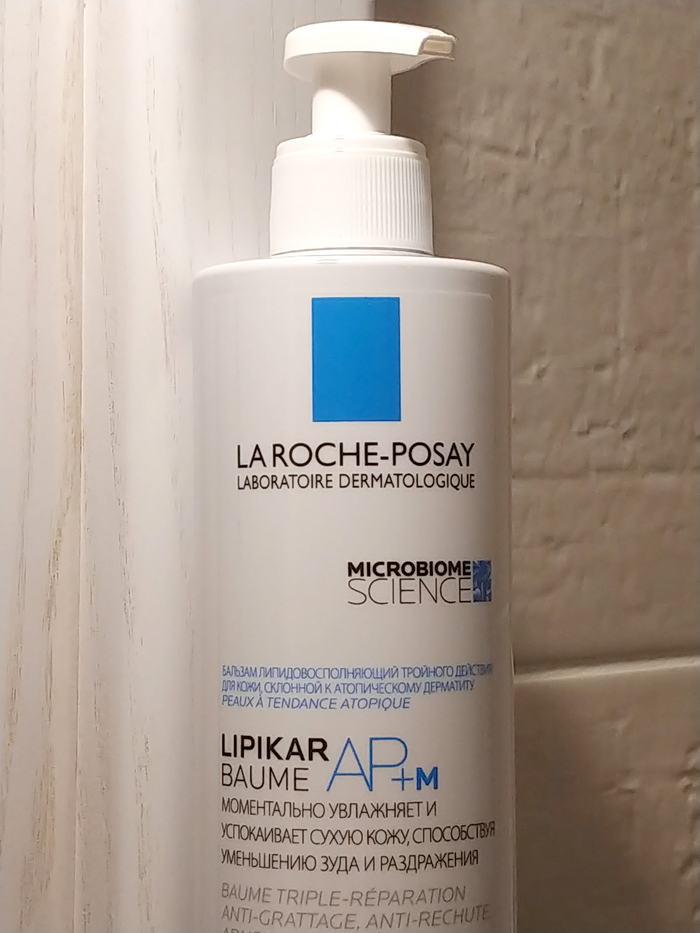 LA ROCHE-POSAY
LABORATOIRE DERMATOLOGIQUE
MICROBIOME
SCIENCE
БАЛЬЗАМ ЛИПИДОВОСПОЛНЯЮЩИЙ ТРОЙНОГО ДЕЙСТВИЯ
ДЛЯ КОЖИ, СКЛОННОЙ К АТОПИЧЕСКОМУ ДЕРМАТИТУ
PEAUX À TENDANCE ATOPIQUE
LIPIKAR
BAUME AP+M
МОМЕНТАЛЬНО УВЛАЖНЯЕТ И
УСПОКАИВАЕТ СУХУЮ КОЖУ, СПОСОБСТВУЯ
УМЕНЬШЕНИЮ ЗУДА И РАЗДРАЖЕНИЯ
BAUME TRIPLE-RÉPARATION
ANTI-GRATTAGE, ANTI-RECHUTE